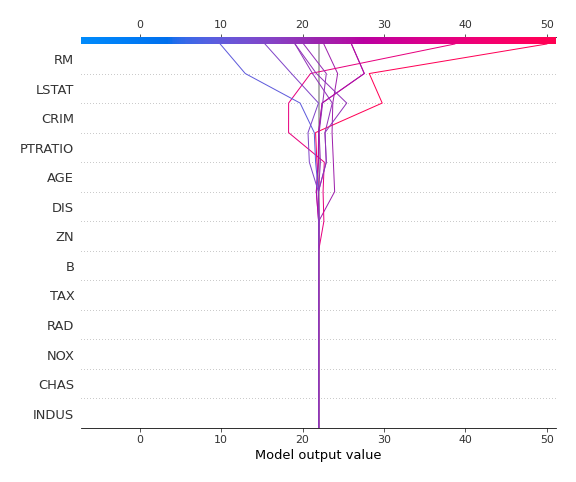 0 10 20 30 40 50
RM
LSTAT
CRIM
PTRATIO
AGE
DIS
ZN
B
TAX
RAD
NOX
CHAS
INDUS
0 10 20 30 40 50
Model output value